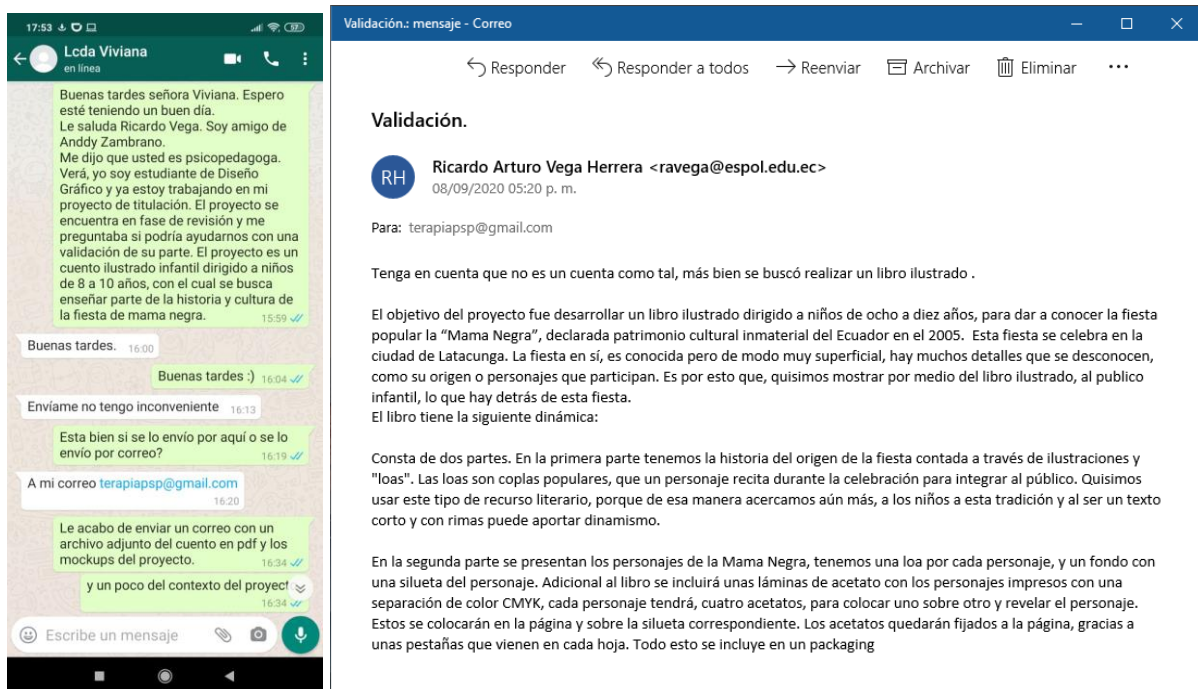 17:53
57
Lcda Viviana
en línea
Buenas tardes señora Viviana. Espero
esté teniendo un buen día.
Le saluda Ricardo Vega. Soy amigo de
Anddy Zambrano.
Me dijo que usted es psicopedagoga.
Verá, yo soy estudiante de Diseño
Gráfico y ya estoy trabajando en mi
proyecto de titulación. El proyecto se
encuentra en fase de revisión y me
preguntaba si podría ayudarnos con una
validación de su parte. El proyecto es un
cuento ilustrado infantil dirigido a niños
de 8 a 10 años, con el cual se busca
enseñar parte de la historia y cultura de
la fiesta de mama negra. 15:59
Buenas tardes. 16:00
Buenas tardes :) 16:04
Envíame no tengo inconveniente 16:13
Esta bien si se lo envío por aquí o se lo
envío por correo? 16:19
A mi correo terapiapsp@gmail.com
16:20
Le acabo de enviar un correo con un
archivo adjunto del cuento en pdf y los
mockups del proyecto. 16:34
y un poco del contexto del proyect
16:34
Escribe un mensaje
Validación.: mensaje - Correo
Responder Responder a todos Reenviar Archivar Eliminar ...
Validación.
RH
Ricardo Arturo Vega Herrera <ravega@espol.edu.ec>
08/09/2020 05:20 p. m.
Para: terapiapsp@gmail.com
Tenga en cuenta que no es un cuenta como tal, más bien se buscó realizar un libro ilustrado .
El objetivo del proyecto fue desarrollar un libro ilustrado dirigido a niños de ocho a diez años, para dar a conocer la fiesta
popular la “Mama Negra”, declarada patrimonio cultural inmaterial del Ecuador en el 2005. Esta fiesta se celebra en la
ciudad de Latacunga. La fiesta en sí, es conocida pero de modo muy superficial, hay muchos detalles que se desconocen,
como su origen o personajes que participan. Es por esto que, quisimos mostrar por medio del libro ilustrado, al publico
infantil, lo que hay detrás de esta fiesta.
El libro tiene la siguiente dinámica:
Consta de dos partes. En la primera parte tenemos la historia del origen de la fiesta contada a través de ilustraciones y
"loas". Las loas son coplas populares, que un personaje recita durante la celebración para integrar al público. Quisimos
usar este tipo de recurso literario, porque de esa manera acercamos aún más, a los niños a esta tradición y al ser un texto
corto y con rimas puede aportar dinamismo.
En la segunda parte se presentan los personajes de la Mama Negra, tenemos una loa por cada personaje, y un fondo con
una silueta del personaje. Adicional al libro se incluirá unas láminas de acetato con los personajes impresos con una
separación de color CMYK, cada personaje tendrá, cuatro acetatos, para colocar uno sobre otro y revelar el personaje.
Estos se colocarán en la página y sobre la silueta correspondiente. Los acetatos quedarán fijados a la página, gracias a
unas pestañas que vienen en cada hoja. Todo esto se incluye en un packaging